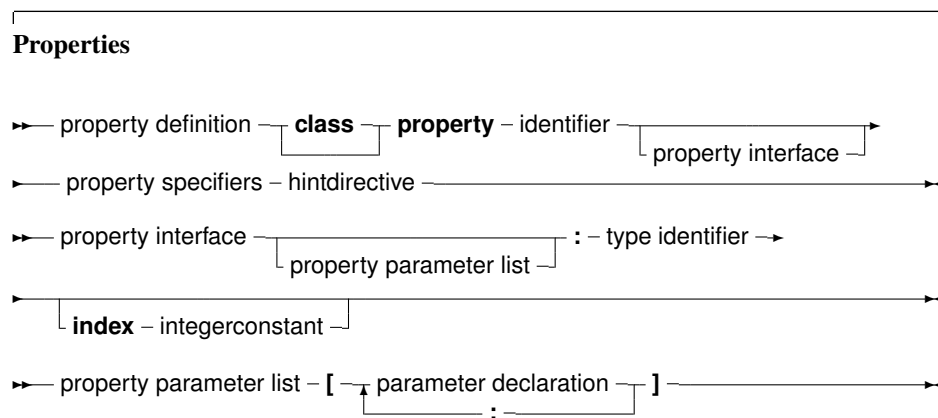 Properties
property definition class property identifier
property interface
property specifiers hintdirective
property interface : type identifier
property parameter list
index integerconstant
property parameter list [ parameter declaration ]
;